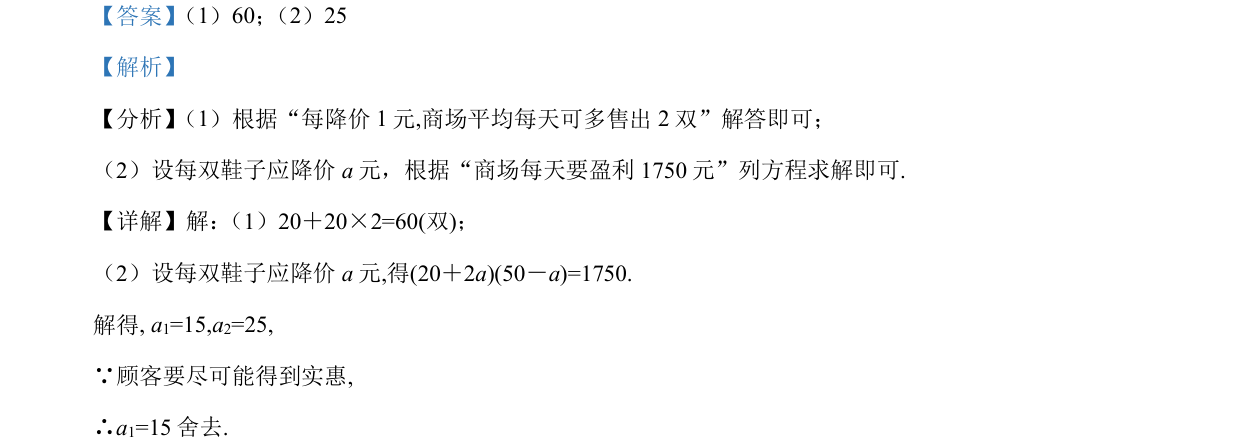 【答案】（1）60；（2）25
【解析】
【分析】（1）根据“每降价 1 元,商场平均每天可多售出 2 双”解答即可；
（2）设每双鞋子应降价 a 元，根据“商场每天要盈利 1750 元”列方程求解即可.
【详解】解：（1）20＋20×2=60(双)；
（2）设每双鞋子应降价 a 元,得(20＋2a)(50－a)=1750.
解得, a₁=15,a₂=25,
∵顾客要尽可能得到实惠,
∴a₁=15 舍去.